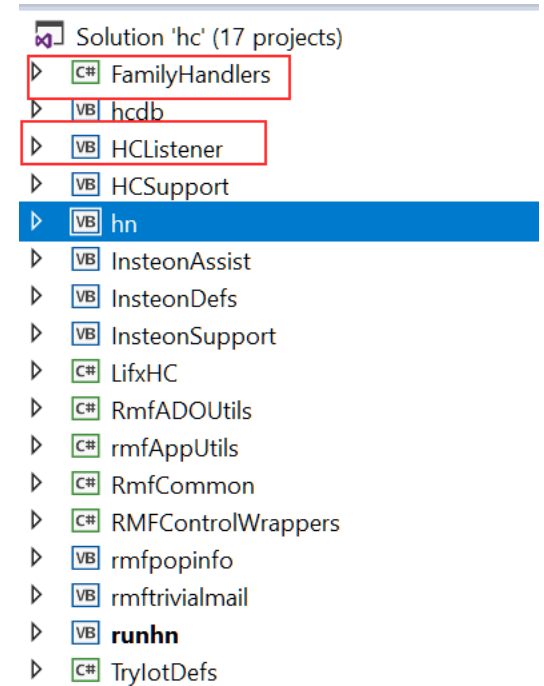 Solution 'hc' (17 projects)
C# FamilyHandlers
VB hcdb
VB HCListener
VB HCSupport
VB hn
VB InsteonAssist
VB InsteonDefs
VB InsteonSupport
C# LifxHC
C# RmfADOUtils
C# rmfAppUtils
C# RmfCommon
C# RMFControlWrappers
VB rmfpopinfo
VB rmftrivialmail
VB runhn
C# TryIotDefs